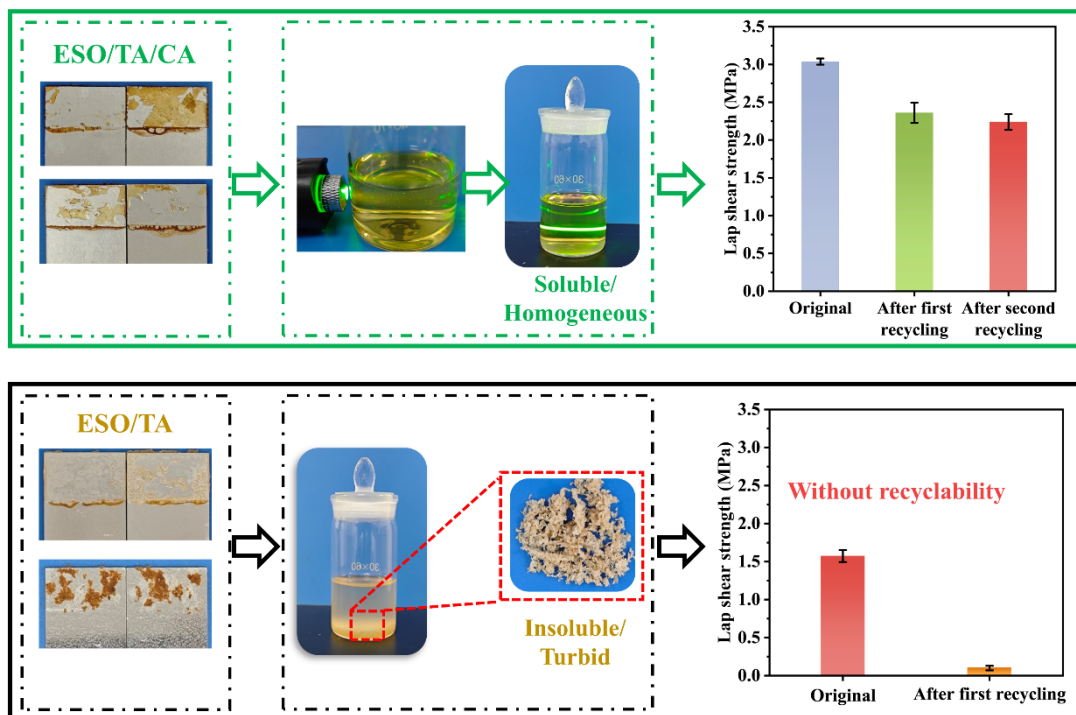 ESO/TA/CA
30×60
Soluble/
Homogeneous
Lap shear strength (MPa)
3.5
3.0
2.5
2.0
1.5
1.0
0.5
0.0
Original
After first
recycling
After second
recycling
ESO/TA
30×60
Insoluble/
Turbid
Lap shear strength (MPa)
3.5
3.0
2.5
2.0
1.5
1.0
0.5
0.0
Without recyclability
Original
After first recycling